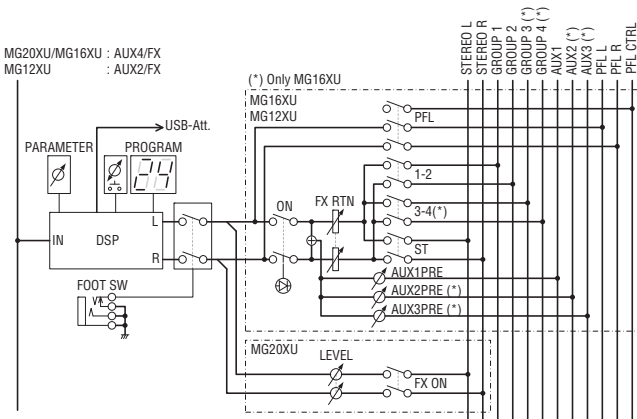 MG20XU/MG16XU : AUX4/FX
MG12XU : AUX2/FX
(*) Only MG16XU
STEREO L
STEREO R
GROUP 1
GROUP 2
GROUP 3 (*)
GROUP 4 (*)
AUX1
AUX2 (*)
AUX3 (*)
PFL L
PFL R
PFL CTRL
MG16XU
MG12XU
PFL
USB-Att.
PARAMETER
PROGRAM
24
1-2
ON
FX RTN
3-4(*)
L
IN
DSP
R
ST
FOOT SW
AUX1PRE
AUX2PRE (*)
AUX3PRE (*)
MG20XU
LEVEL
FX ON